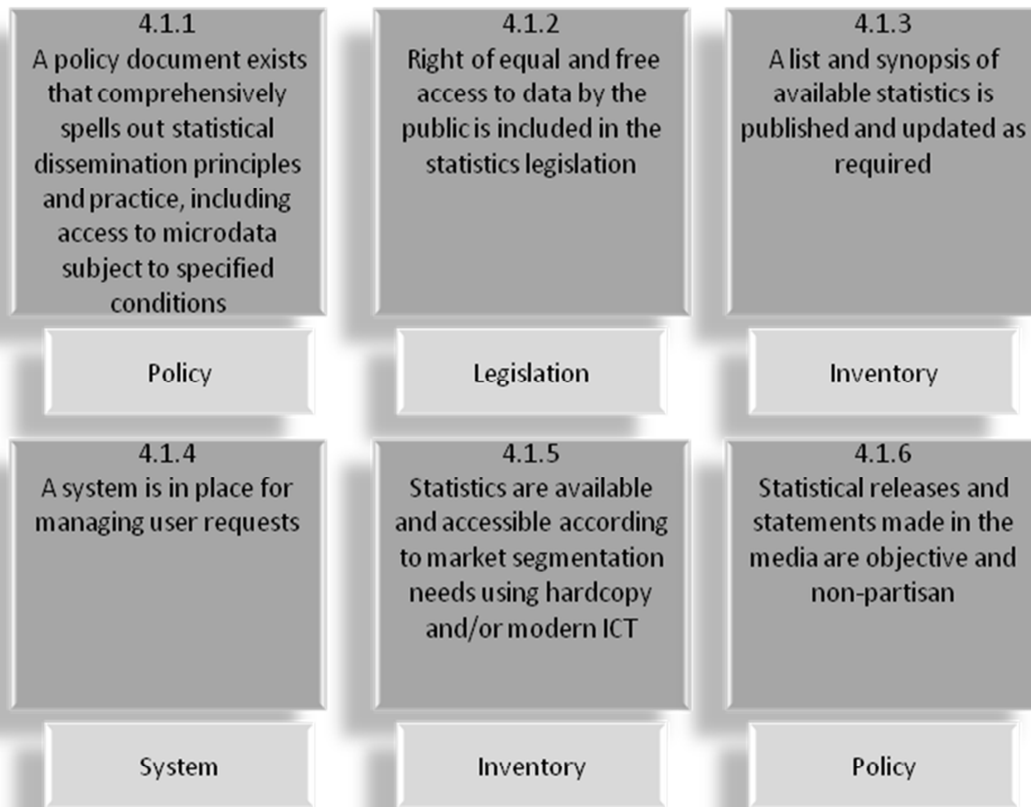 4.1.1
A policy document exists
that comprehensively
spells out statistical
dissemination principles
and practice, including
access to microdata
subject to specified
conditions
Policy
4.1.2
Right of equal and free
access to data by the
public is included in the
statistics legislation
Legislation
4.1.3
A list and synopsis of
available statistics is
published and updated as
required
Inventory
4.1.4
A system is in place for
managing user requests
System
4.1.5
Statistics are available
and accessible according
to market segmentation
needs using hardcopy
and/or modern ICT
Inventory
4.1.6
Statistical releases and
statements made in the
media are objective and
non-partisan
Policy